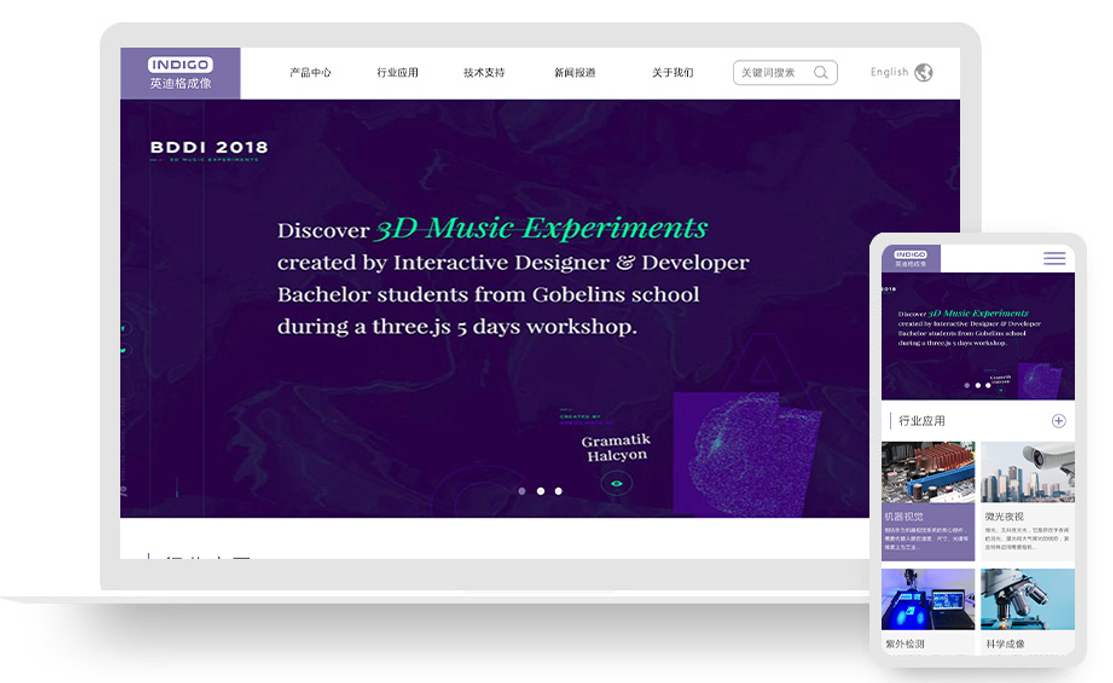 INDIGO
英迪格成像
产品中心
行业应用
技术支持
新闻报道
关于我们
关键词搜索
English
BDDI 2018
3D MUSIC EXPERIMENTS
Discover 3D Music Experiments
created by Interactive Designer & Developer
Bachelor students from Gobelins school
during a three.js 5 days workshop.
CREATED BY
Gramatik
Halcyon
INDIGO
英迪格成像
2018
Discover 3D Music Experiments
created by Interactive Designer & Developer
Bachelor students from Gobelins school
during a three.js 5 days workshop.
Gramatik
Halcyon
行业应用
机器视觉
微光夜视
紫外检测
科学成像